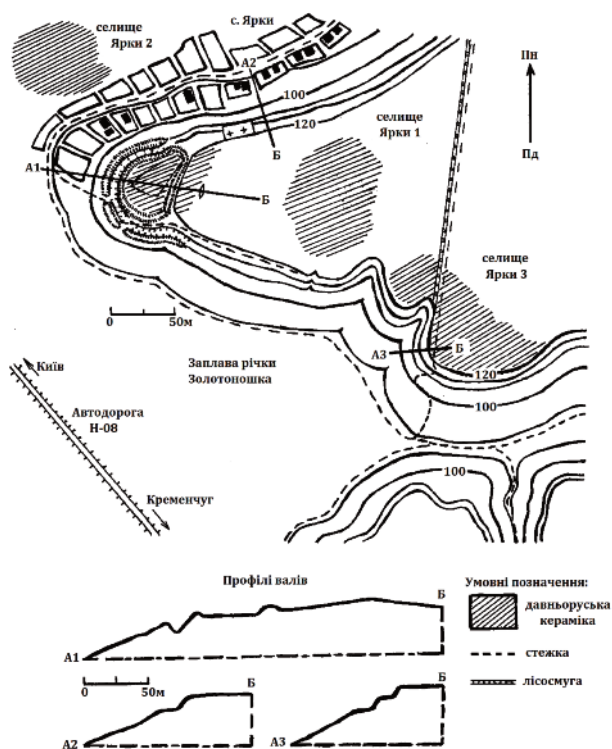 селище
Ярки 2
с. Ярки
А2
100
120
Пн
Пд
селище
Ярки 1
А1
Б
Б
селище
Ярки 3
0
50м
А3
Б
120
100
Заплава річки
Золотоношка
Київ
Автодорога
Н-08
Кременчуг
100
Профілі валів
Б
А1
0
50м
Б
А2
Б
А3
Умовні позначення:
давньоруська
кераміка
стежка
лісосмуга